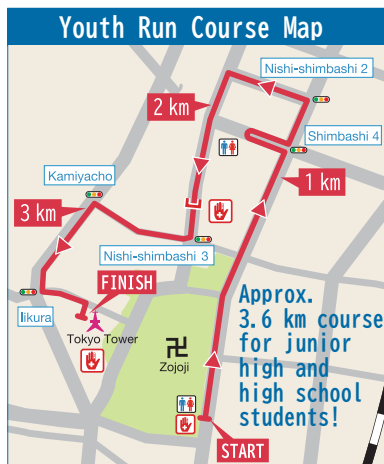 Youth Run Course Map
Nishi-shimbashi 2
2 km
Shimbashi 4
Kamiyacho
1 km
3 km
Nishi-shimbashi 3
FINISH
Iikura
Tokyo Tower
卍
Zojoji
Approx.
3.6 km course
for junior
high and
high school
students!
START